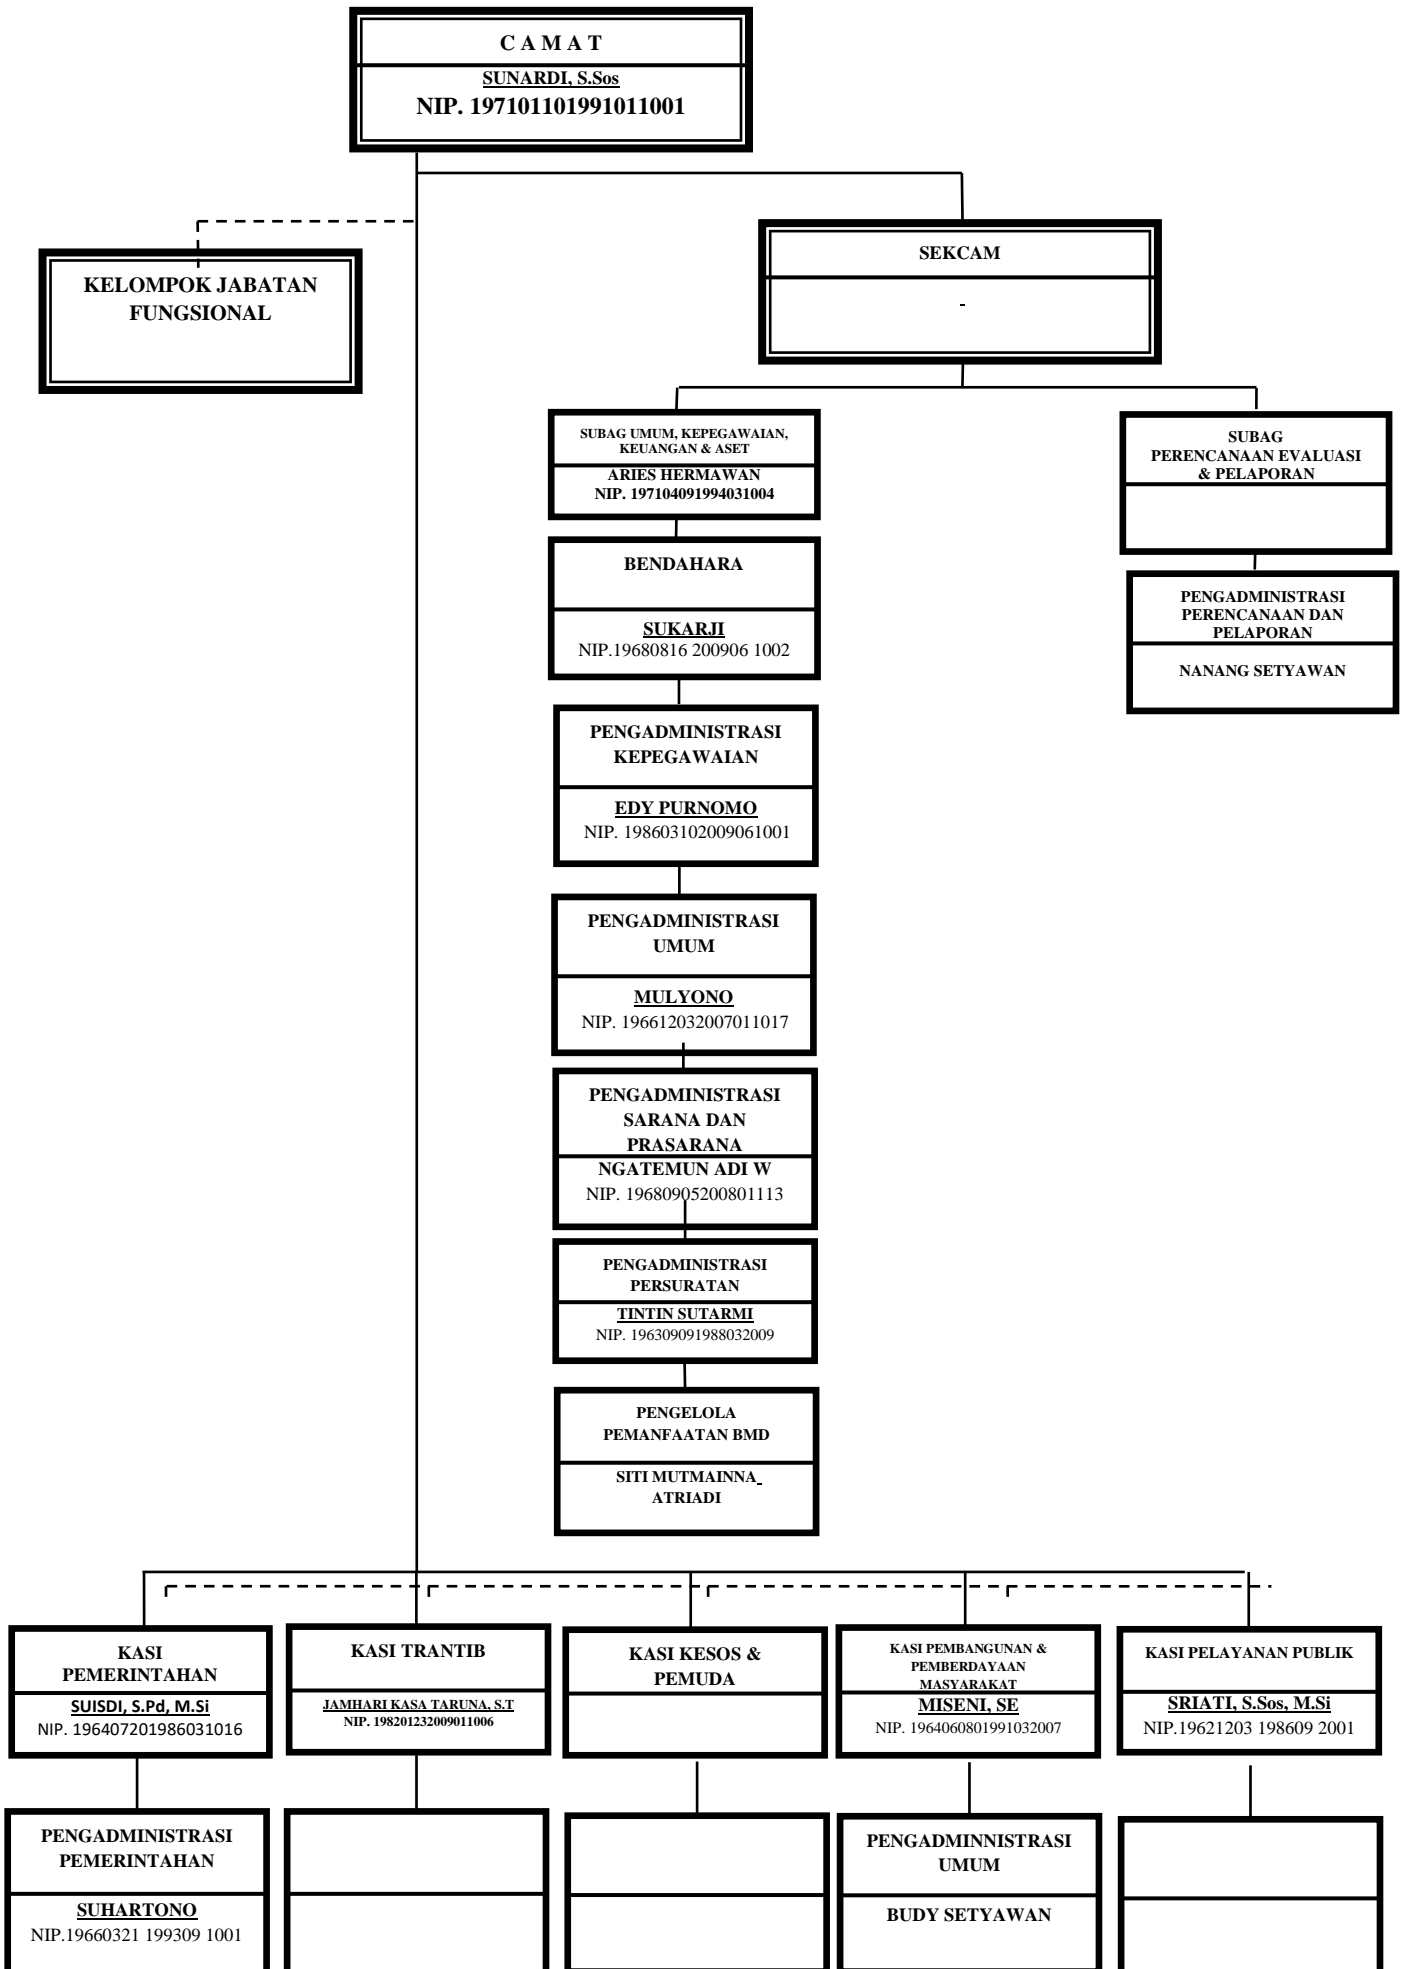 C A M A T
SUNARDI, S.Sos
NIP. 197101101991011001
KELOMPOK JABATAN
FUNGSIONAL
SEKCAM
-
SUBAG UMUM, KEPEGAWAIAN,
KEUANGAN & ASET
ARIES HERMAWAN
NIP. 197104091994031004
SUBAG
PERENCANAAN EVALUASI
& PELAPORAN
BENDAHARA
SUKARJI
NIP.19680816 200906 1002
PENGADMINISTRASI
PERENCANAAN DAN
PELAPORAN
NANANG SETYAWAN
PENGADMINISTRASI
KEPEGAWAIAN
EDY PURNOMO
NIP. 198603102009061001
PENGADMINISTRASI
UMUM
MULYONO
NIP. 196612032007011017
PENGADMINISTRASI
SARANA DAN
PRASARANA
NGATEMUN ADI W
NIP. 19680905200801113
PENGADMINISTRASI
PERSURATAN
TINTIN SUTARMI
NIP. 196309091988032009
PENGELOLA
PEMANFAATAN BMD
SITI MUTMAINNA
ATRIADI
KASI
PEMERINTAHAN
SUISDI, S.Pd, M.Si
NIP. 196407201986031016
KASI TRANTIB
JAMHARI KASA TARUNA, S.T
NIP. 198201232009011006
KASI KESOS &
PEMUDA
KASI PEMBANGUNAN &
PEMBERDAYAAN
MASYARAKAT
MISENI, SE
NIP. 1964060801991032007
KASI PELAYANAN PUBLIK
SRIATI, S.Sos, M.Si
NIP.19621203 198609 2001
PENGADMINISTRASI
PEMERINTAHAN
SUHARTONO
NIP.19660321 199309 1001
PENGADMINNISTRASI
UMUM
BUDY SETYAWAN